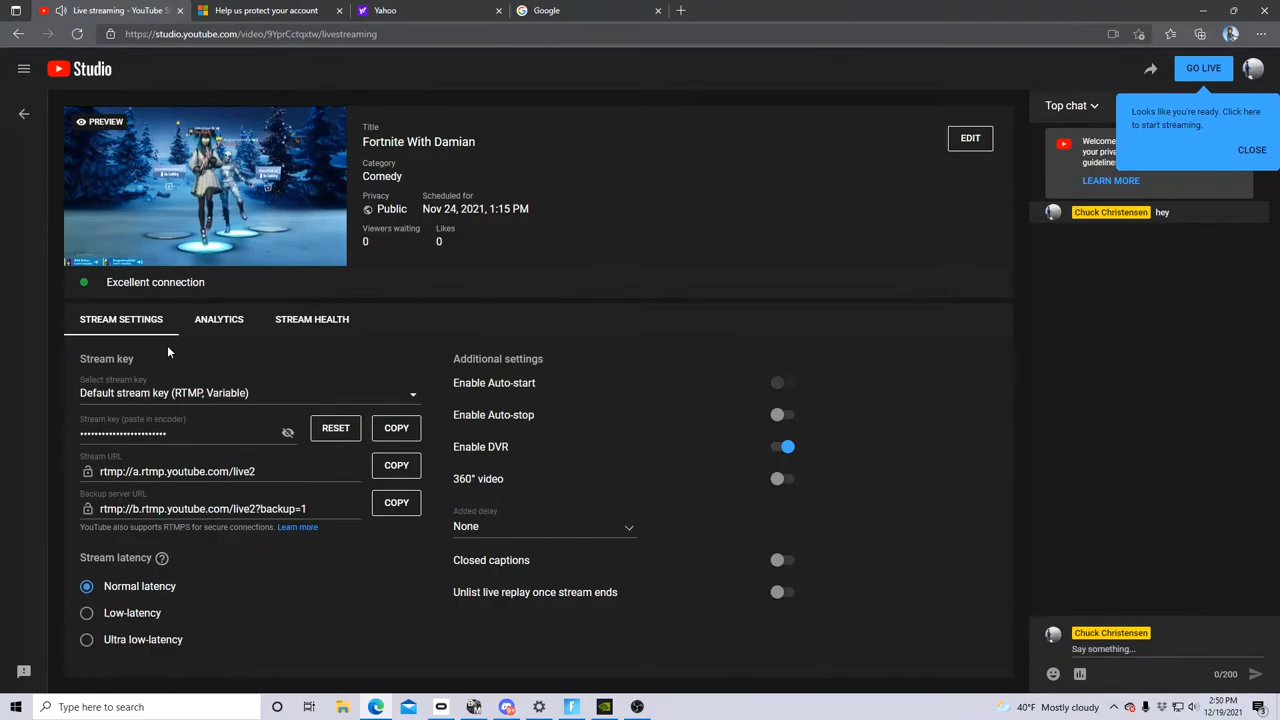 Live streaming - YouTube S
Help us protect your account
Yahoo
Google
https://studio.youtube.com/video/9YprCctqxtw/livestreaming
Studio
GO LIVE
PREVIEW
Title
Fortnite With Damian
Category
Comedy
Privacy
Public
Scheduled for
Nov 24, 2021, 1:15 PM
Viewers waiting
0
Likes
0
EDIT
Top chat
Looks like you're ready. Click here
to start streaming.
CLOSE
Welcome
your priva
guideline
LEARN MORE
Chuck Christensen hey
Excellent connection
STREAM SETTINGS
ANALYTICS
STREAM HEALTH
Stream key
Select stream key
Default stream key (RTMP, Variable)
Stream key (paste in encoder)
••••••••••••••••••••••••
RESET
COPY
Stream URL
rtmp://a.rtmp.youtube.com/live2
COPY
Backup server URL
rtmp://b.rtmp.youtube.com/live2?backup=1
COPY
YouTube also supports RTMPS for secure connections. Learn more
Stream latency
Normal latency
Low-latency
Ultra low-latency
Additional settings
Enable Auto-start
Enable Auto-stop
Enable DVR
360° video
Added delay
None
Closed captions
Unlist live replay once stream ends
Chuck Christensen
Say something...
0/200
Type here to search
40°F Mostly cloudy
2:50 PM
12/19/2021